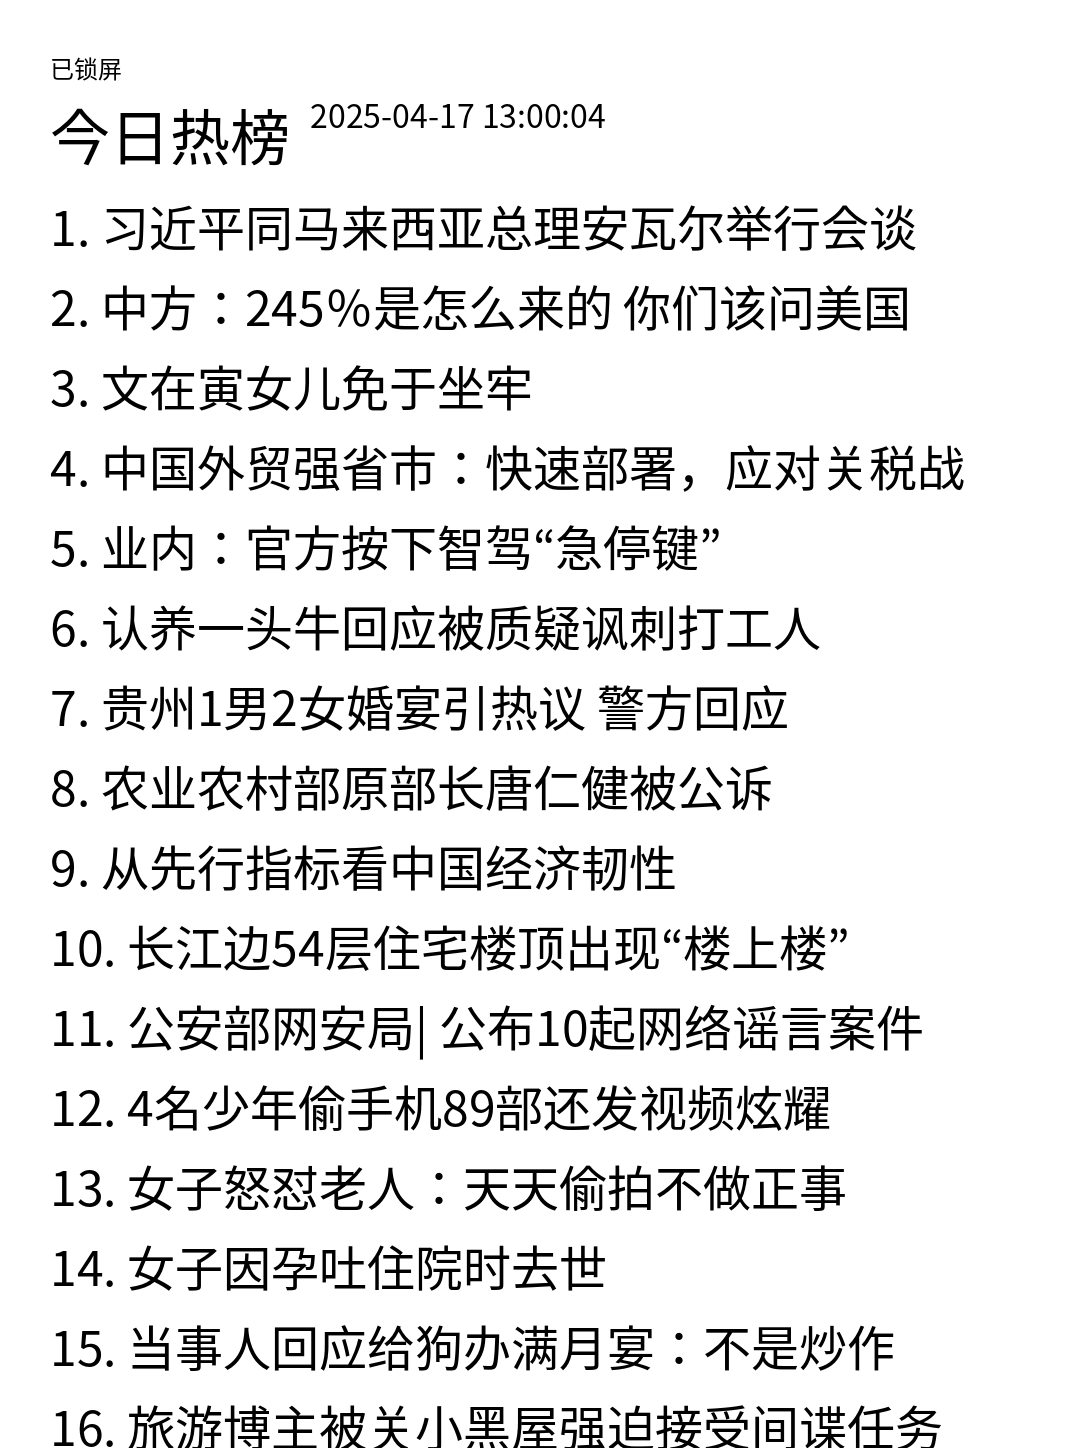 已锁屏
今日热榜 2025-04-17 13:00:04
1. 习近平同马来西亚总理安瓦尔举行会谈
2. 中方：245%是怎么来的 你们该问美国
3. 文在寅女儿免于坐牢
4. 中国外贸强省市：快速部署，应对关税战
5. 业内：官方按下智驾“急停键”
6. 认养一头牛回应被质疑讽刺打工人
7. 贵州1男2女婚宴引热议 警方回应
8. 农业农村部原部长唐仁健被公诉
9. 从先行指标看中国经济韧性
10. 长江边54层住宅楼顶出现“楼上楼”
11. 公安部网安局| 公布10起网络谣言案件
12. 4名少年偷手机89部还发视频炫耀
13. 女子怒怼老人：天天偷拍不做正事
14. 女子因孕吐住院时去世
15. 当事人回应给狗办满月宴：不是炒作
16. 旅游博主被关小黑屋强迫接受间谍任务